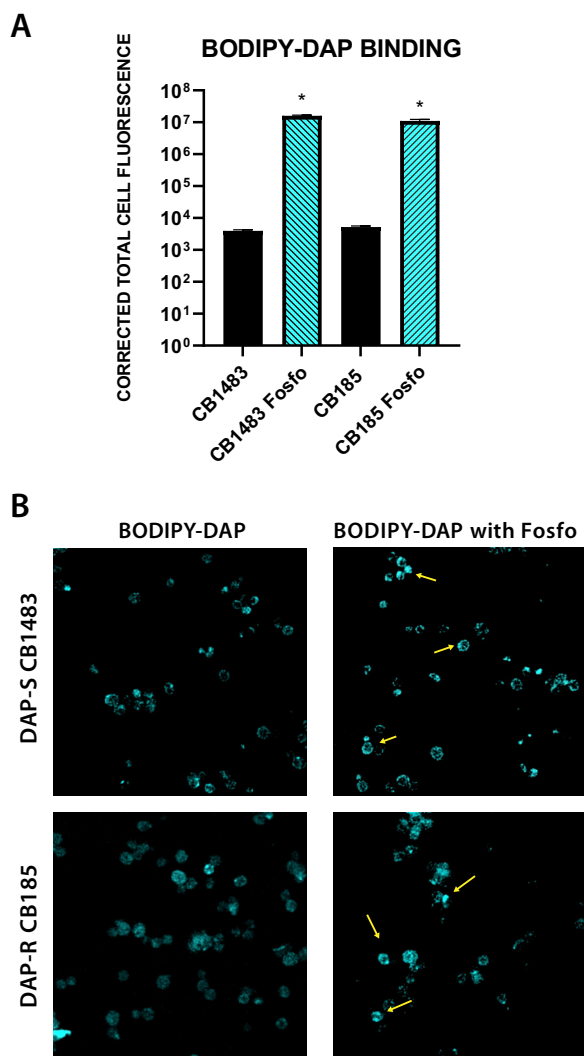 A
BODIPY-DAP BINDING
CORRECTED TOTAL CELL FLUORESCENCE
10⁸
10⁷
10⁶
10⁵
10⁴
10³
10²
10¹
10⁰
*
*
CB1483
CB1483 Fosfo
CB185
CB185 Fosfo
B
BODIPY-DAP
BODIPY-DAP with Fosfo
DAP-S CB1483
DAP-R CB185